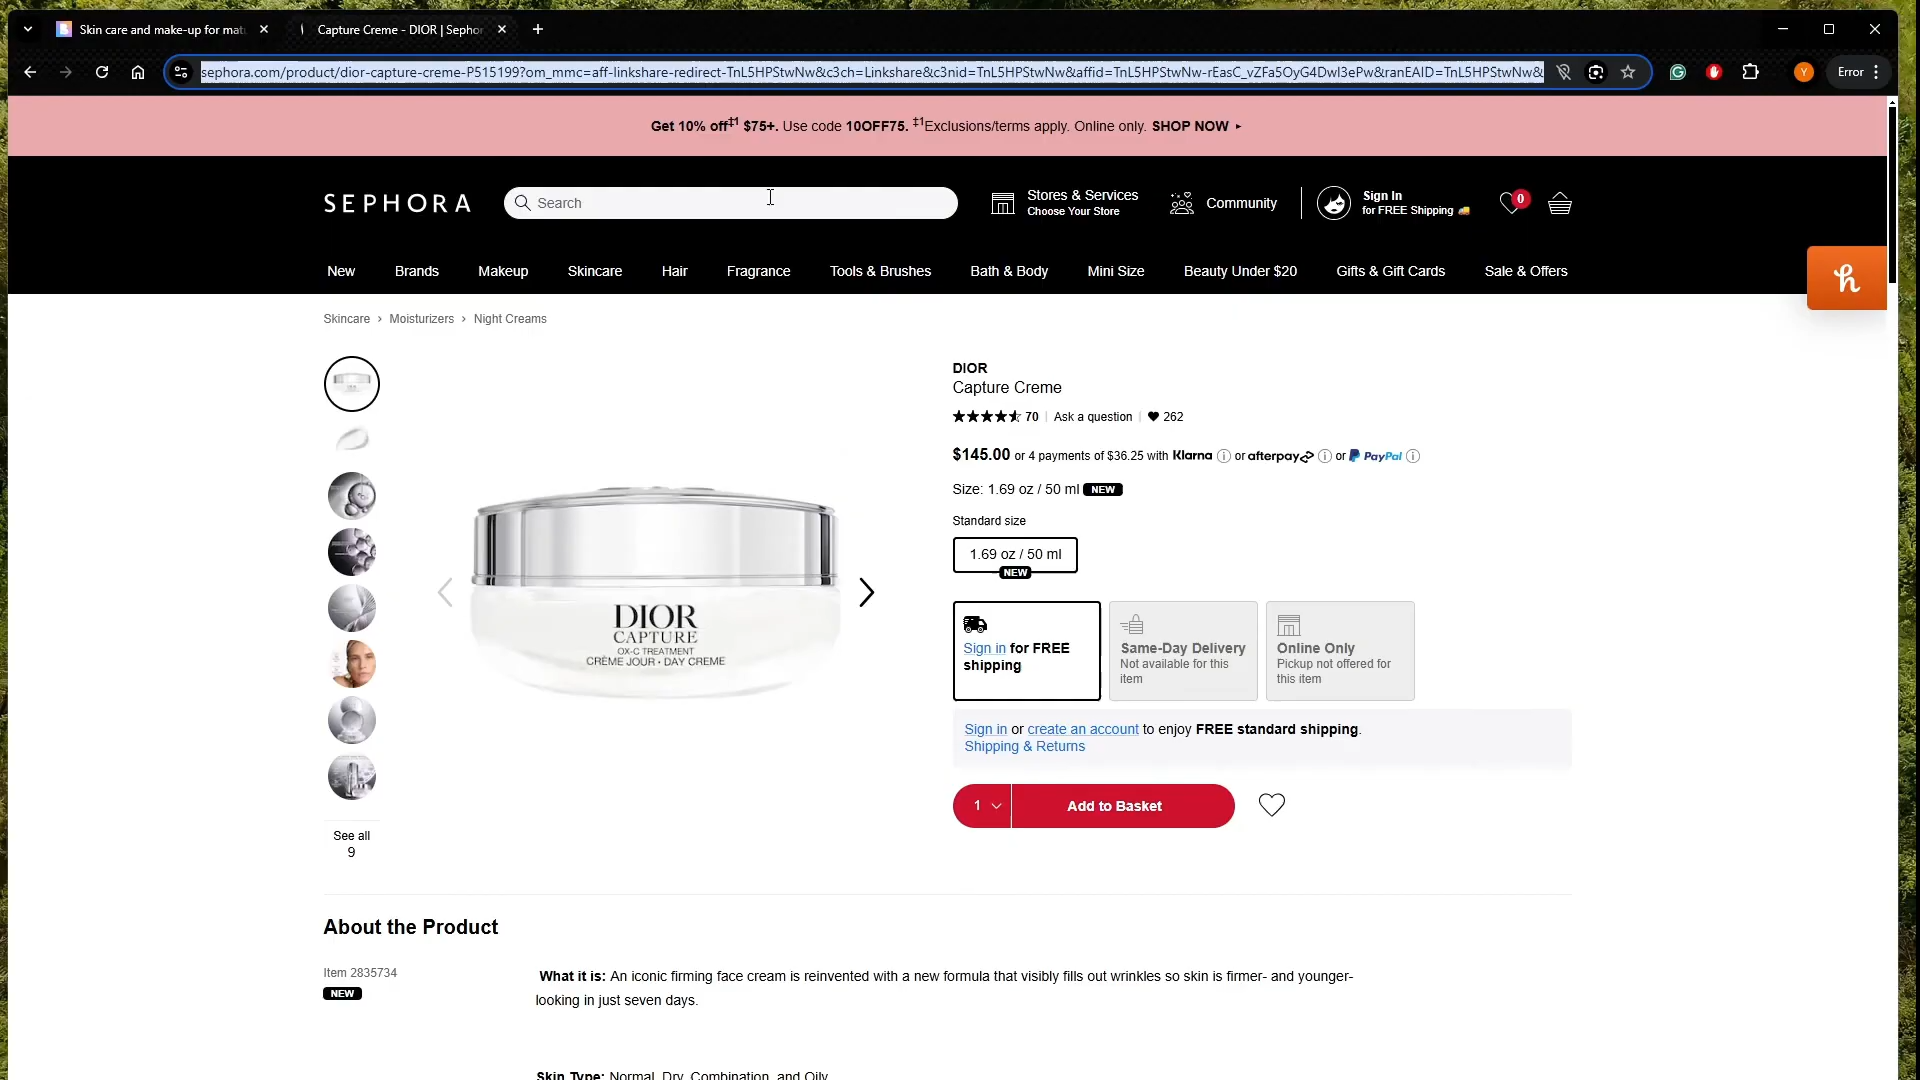 Skin care and make-up for mat
Capture Creme - DIOR | Sephor
sephora.com/product/dior-capture-creme-P515199?om_mmc=aff-linkshare-redirect-TnL5HPStwNw&c3ch=Linkshare&c3nid=TnL5HPStwNw&affid=TnL5HPStwNw-rEasC_vZFa5OyG4DwI3ePw&ranEAID=TnL5HPStwNw&
Y
Error
Get 10% off‡1 $75+. Use code 10OFF75. ‡1Exclusions/terms apply. Online only. SHOP NOW ▸
SEPHORA
Search
Stores & Services
Choose Your Store
Community
Sign In
for FREE Shipping 🚚
0
New Brands Makeup Skincare Hair Fragrance Tools & Brushes Bath & Body Mini Size Beauty Under $20 Gifts & Gift Cards Sale & Offers
h
Skincare > Moisturizers > Night Creams
DIOR
Capture Creme
70 | Ask a question | 262
$145.00 or 4 payments of $36.25 with Klarna or afterpay or PayPal
Size: 1.69 oz / 50 ml NEW
Standard size
1.69 oz / 50 ml
NEW
Sign in for FREE
shipping
Same-Day Delivery
Not available for this
item
Online Only
Pickup not offered for
this item
Sign in or create an account to enjoy FREE standard shipping.
Shipping & Returns
1
Add to Basket
DIOR
CAPTURE
OX-C TREATMENT
CRÈME JOUR • DAY CREME
See all
9
About the Product
Item 2835734
NEW
What it is: An iconic firming face cream is reinvented with a new formula that visibly fills out wrinkles so skin is firmer- and younger-
looking in just seven days.
Skin Type: Normal, Dry, Combination, and Oily